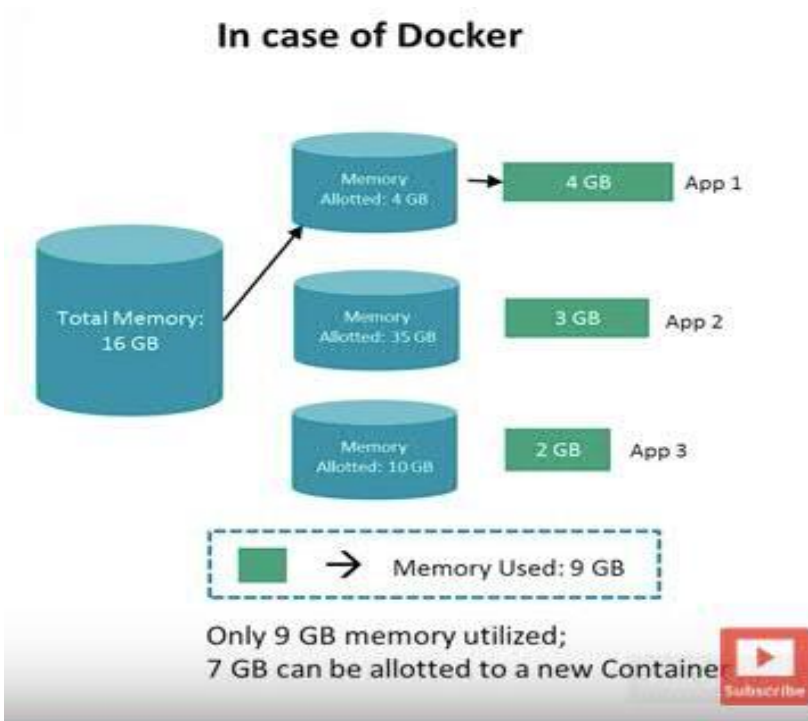 In case of Docker
Memory
Allotted: 4 GB
4 GB
App 1
Total Memory:
16 GB
Memory
Allotted: 35 GB
3 GB
App 2
Memory
Allotted: 10 GB
2 GB
App 3
→ Memory Used: 9 GB
Only 9 GB memory utilized;
7 GB can be allotted to a new Container
Subscribe